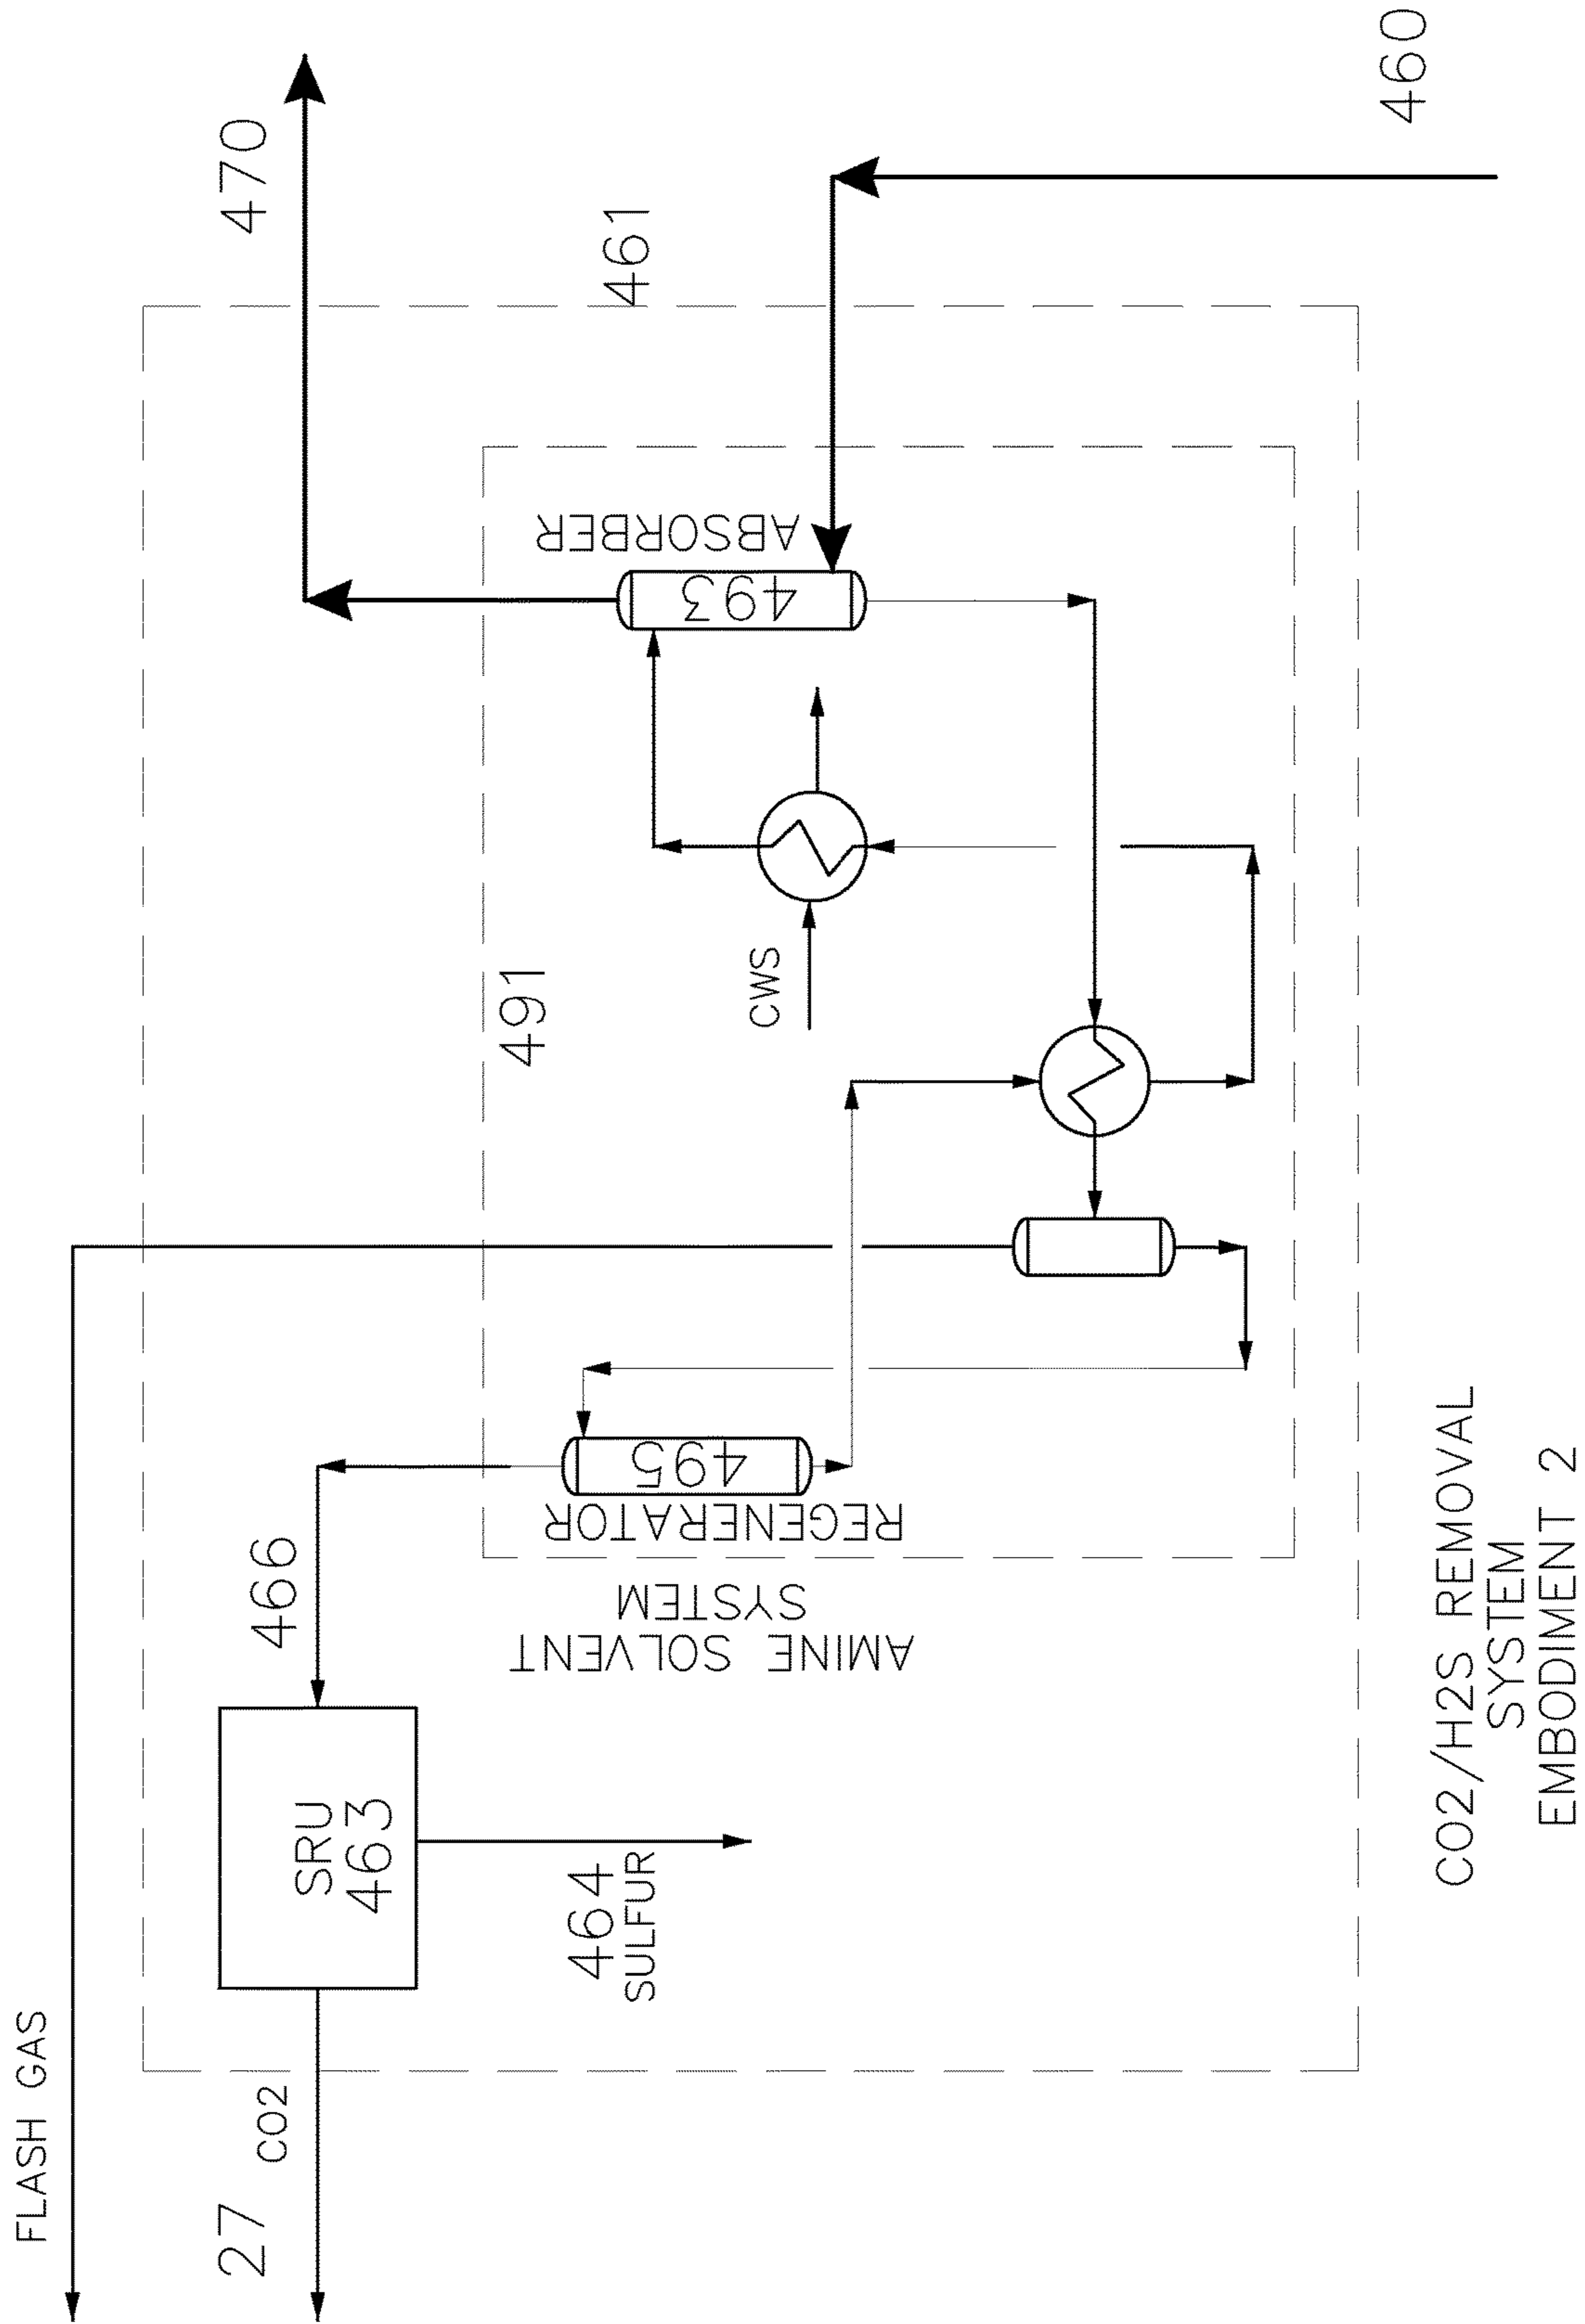 FLASH GAS
27
CO2
SRU
463
464
SULFUR
466
AMINE SOLVENT
SYSTEM
REGENERATOR
495
491
CWS
ABSORBER
493
461
470
460
CO2/H2S REMOVAL
SYSTEM
EMBODIMENT 2